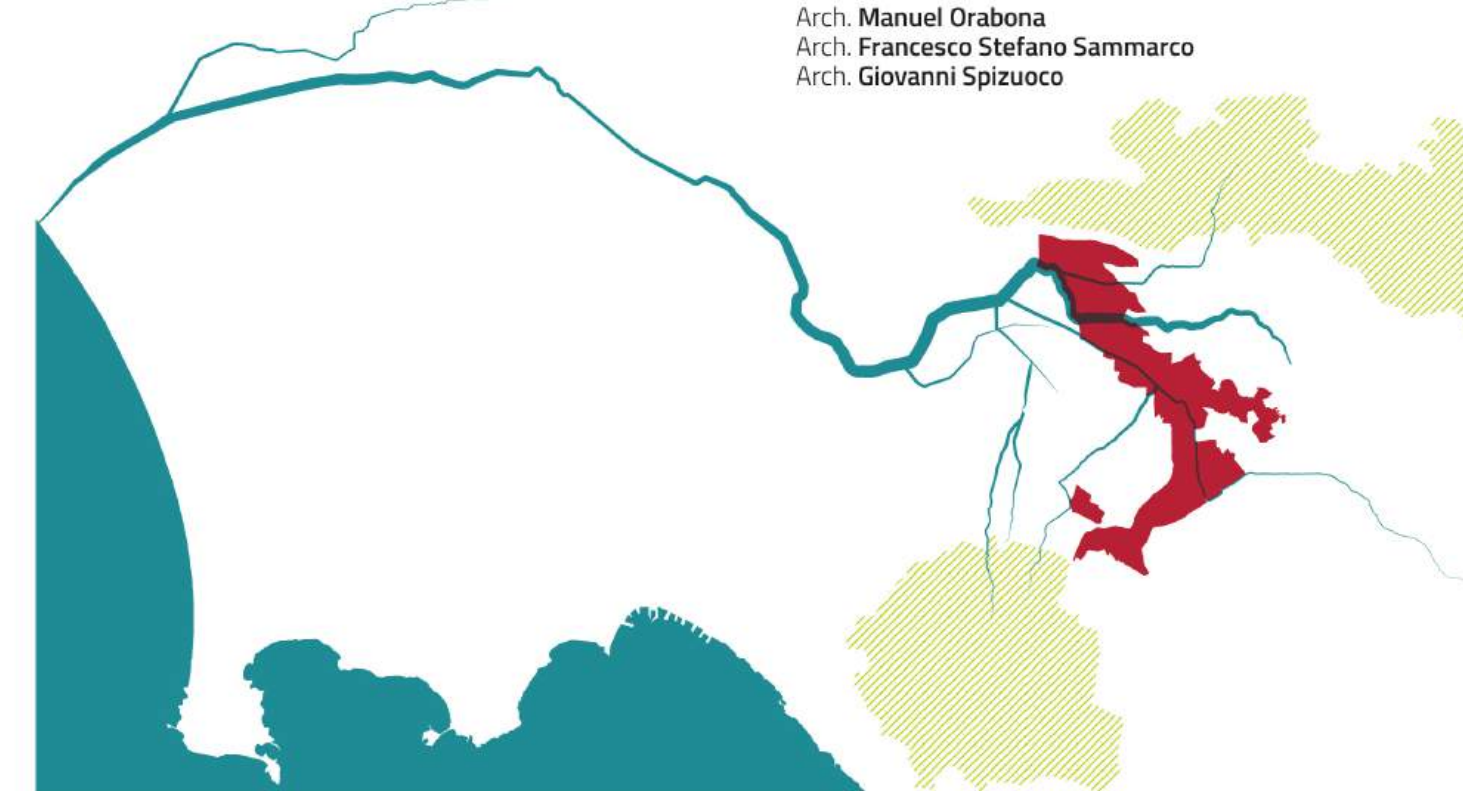 Arch. Manuel Orabona
Arch. Francesco Stefano Sammarco
Arch. Giovanni Spizuoco